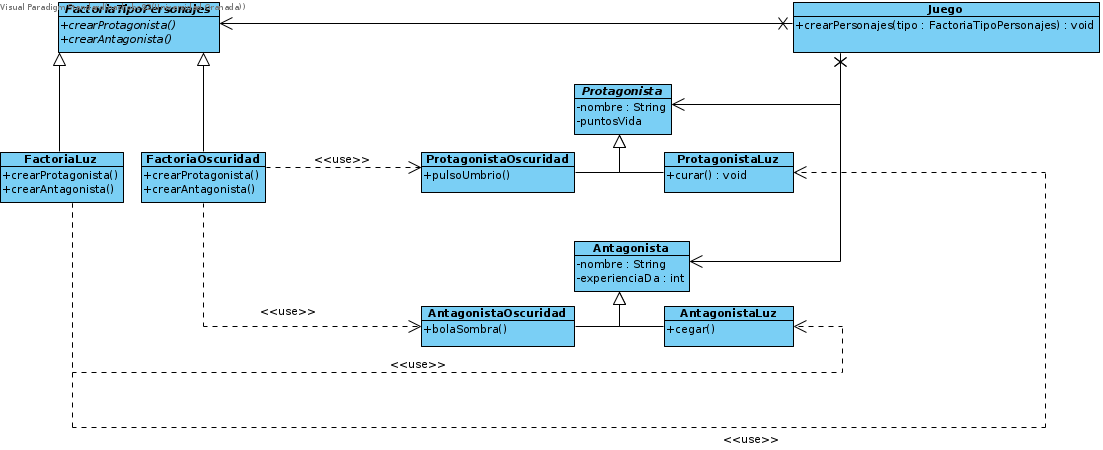 Visual Paradigm
FactoriaTipoPersonajes
+crearProtagonista()
+crearAntagonista()
Juego
+crearPersonajes(tipo : FactoriaTipoPersonajes) : void
Protagonista
-nombre : String
-puntosVida
FactoriaLuz
+crearProtagonista()
+crearAntagonista()
FactoriaOscuridad
+crearProtagonista()
+crearAntagonista()
<<use>>
ProtagonistaOscuridad
+pulsoUmbrio()
ProtagonistaLuz
+curar() : void
Antagonista
-nombre : String
-experienciaDa : int
<<use>>
AntagonistaOscuridad
+bolaSombra()
AntagonistaLuz
+cegar()
<<use>>
<<use>>